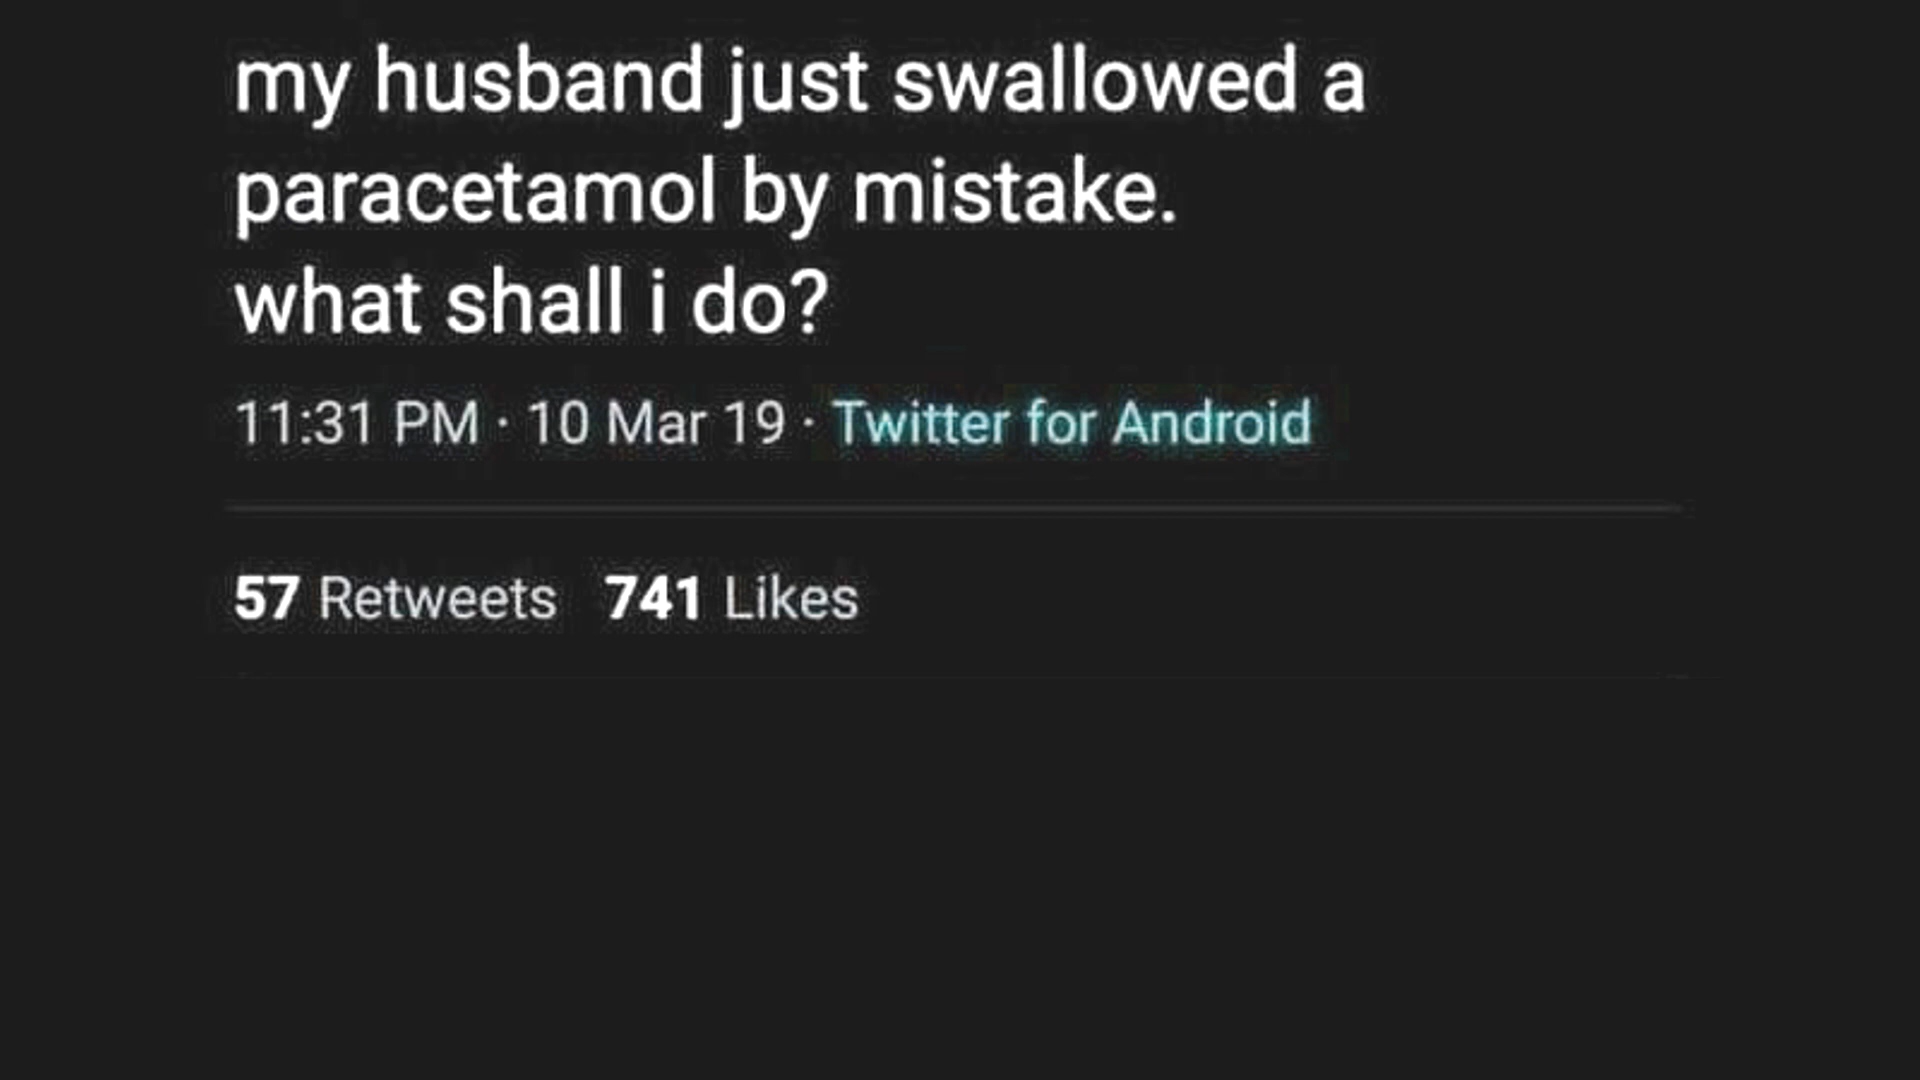 my husband just swallowed a
paracetamol by mistake.
what shall i do?
11:31 PM · 10 Mar 19 · Twitter for Android
57 Retweets 741 Likes